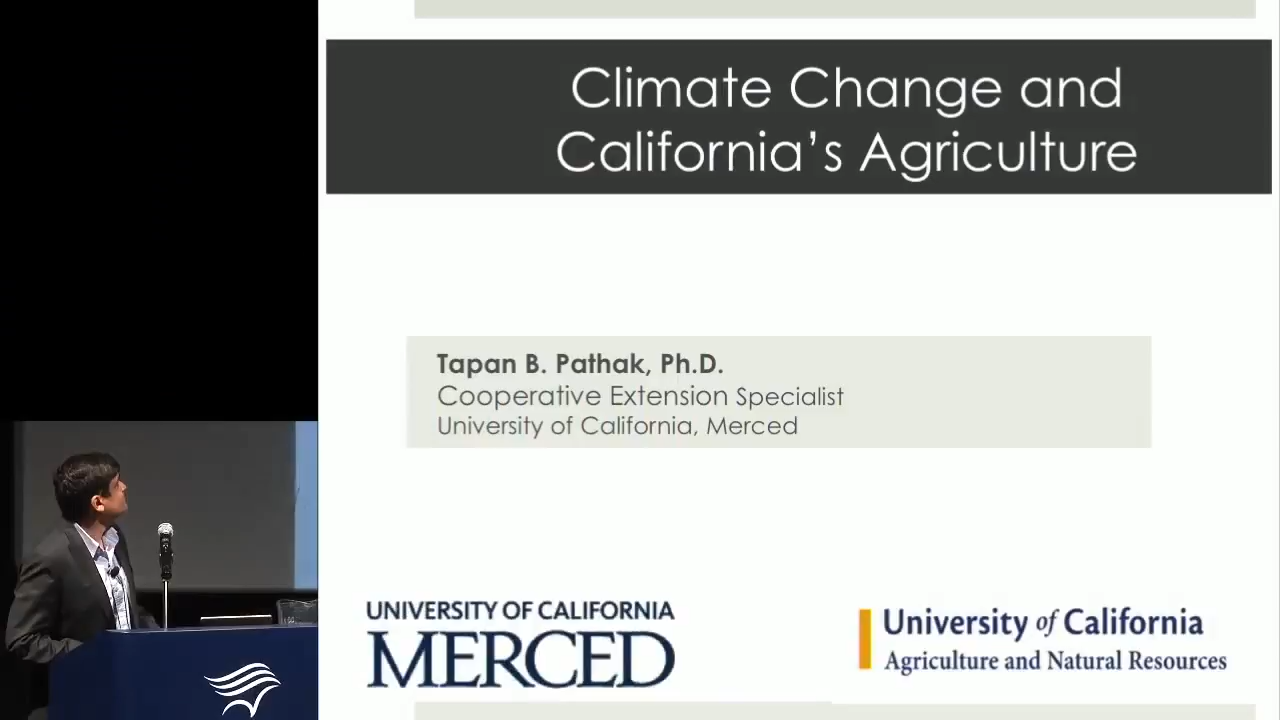 Climate Change and
California's Agriculture
Tapan B. Pathak, Ph.D.
Cooperative Extension Specialist
University of California, Merced
UNIVERSITY OF CALIFORNIA
MERCED
University of California
Agriculture and Natural Resources